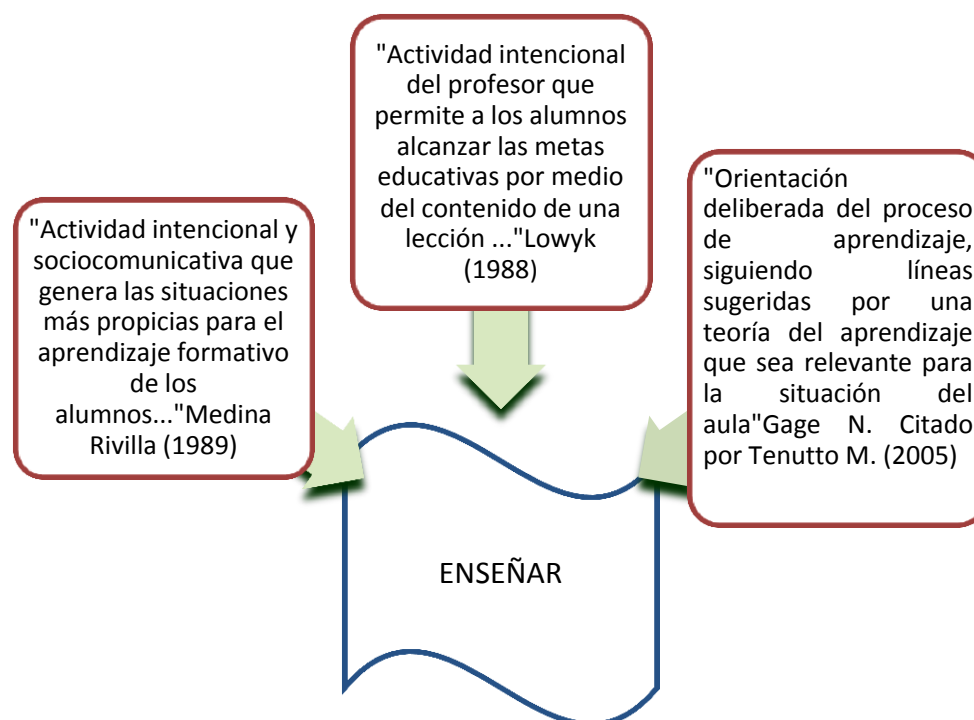 "Actividad intencional y
sociocomunicativa que
genera las situaciones
más propicias para el
aprendizaje formativo
de los
alumnos..."Medina
Rivilla (1989)
"Actividad intencional
del profesor que
permite a los alumnos
alcanzar las metas
educativas por medio
del contenido de una
lección ..."Lowyk
(1988)
"Orientación
deliberada del proceso
de aprendizaje,
siguiendo líneas
sugeridas por una
teoría del aprendizaje
que sea relevante para
la situación del
aula"Gage N. Citado
por Tenutto M. (2005)
ENSEÑAR